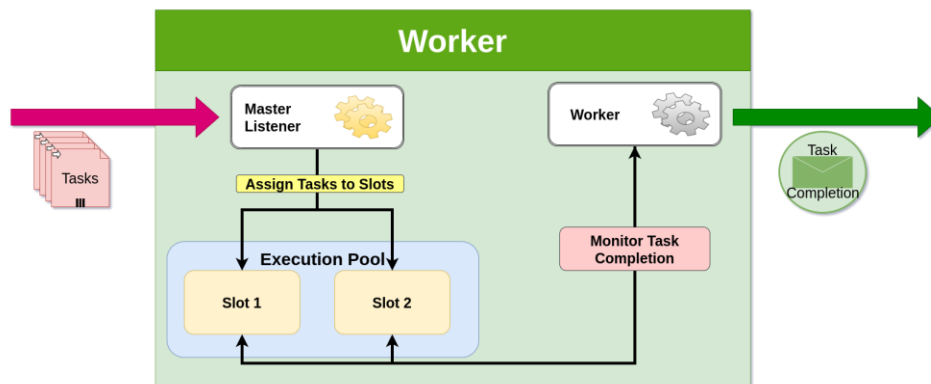 Worker
Master
Listener
Worker
Tasks
Assign Tasks to Slots
Task
Completion
Monitor Task
Completion
Execution Pool
Slot 1
Slot 2